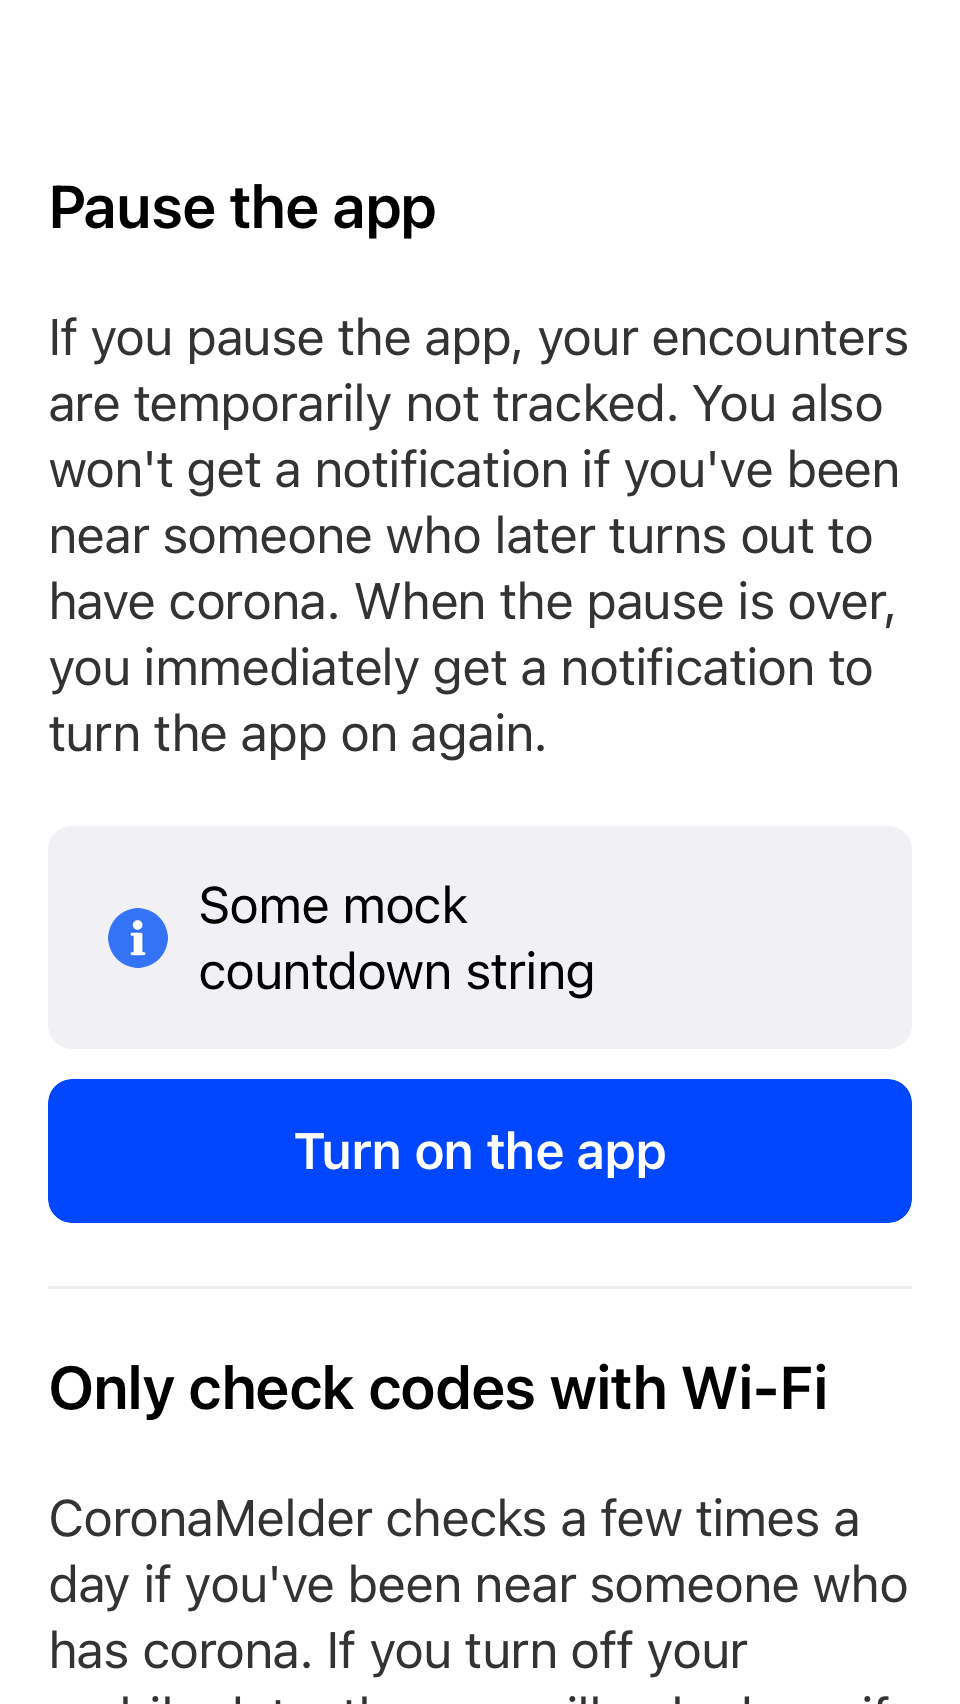 Pause the app
If you pause the app, your encounters
are temporarily not tracked. You also
won't get a notification if you've been
near someone who later turns out to
have corona. When the pause is over,
you immediately get a notification to
turn the app on again.
Some mock
countdown string
Turn on the app
Only check codes with Wi-Fi
CoronaMelder checks a few times a
day if you've been near someone who
has corona. If you turn off your